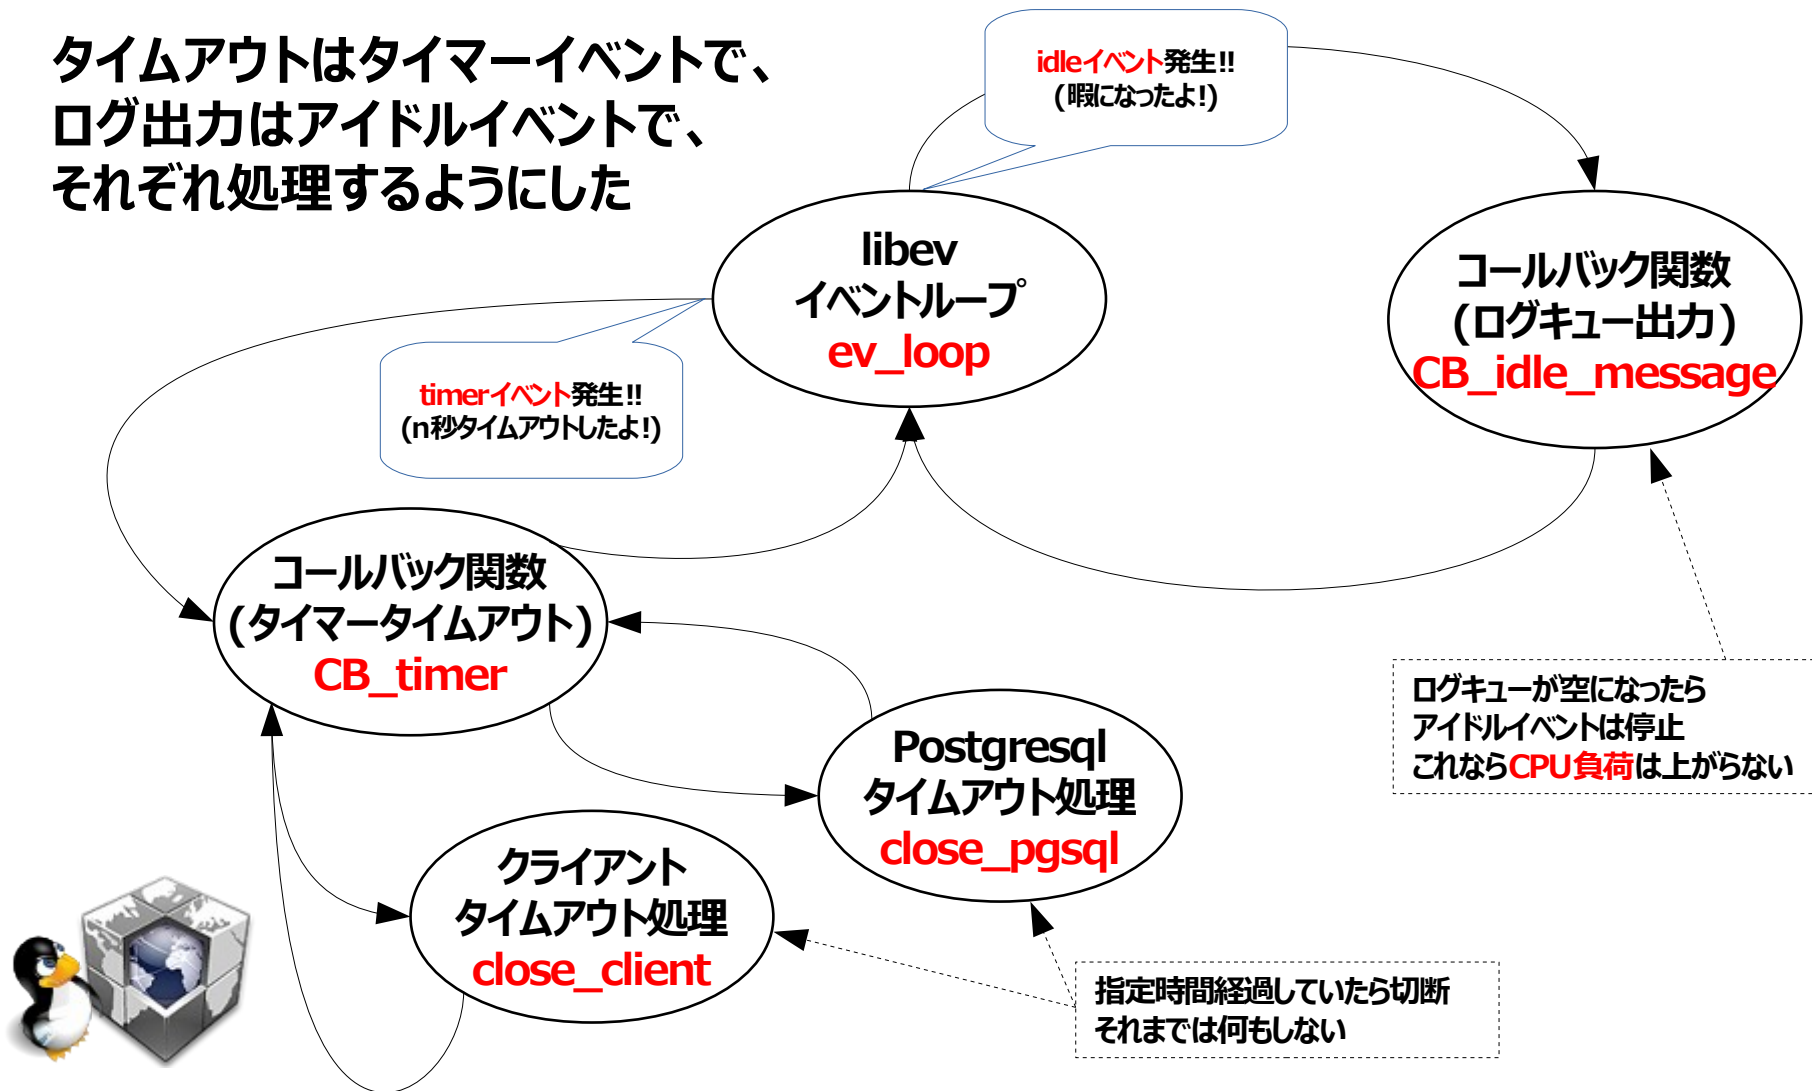 タイムアウトはタイマーイベントで、
ログ出力はアイドルイベントで、
それぞれ処理するようにした
idleイベント発生!!
(暇になったよ!)
libev
イベントループ
ev_loop
コールバック関数
(ログキュー出力)
CB_idle_message
timerイベント発生!!
(n秒タイムアウトしたよ!)
コールバック関数
(タイマータイムアウト)
CB_timer
ログキューが空になったら
アイドルイベントは停止
これならCPU負荷は上がらない
Postgresql
タイムアウト処理
close_pgsql
クライアント
タイムアウト処理
close_client
指定時間経過していたら切断
それまでは何もしない